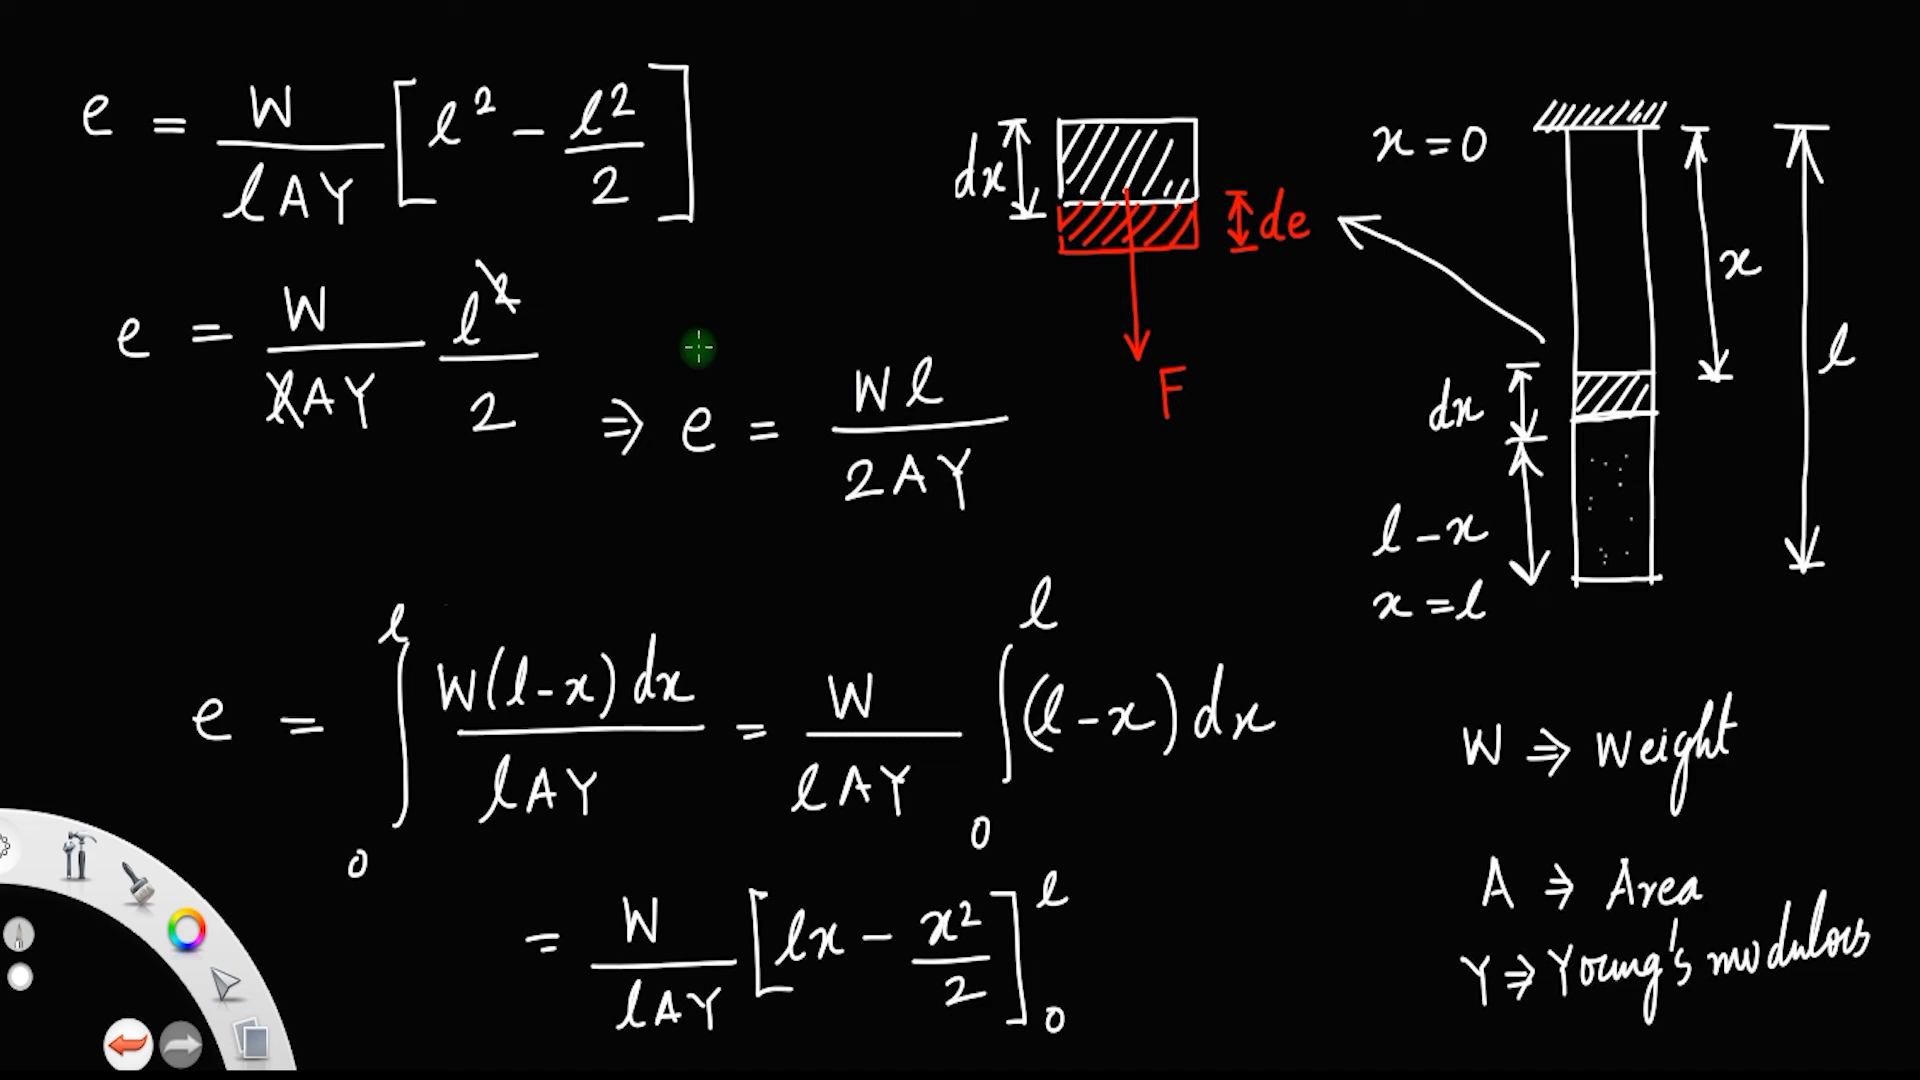 e = W/lAY [l² - l²/2]
e = W/lAY l²/2
⇒ e = Wl/2AY
dx
de
F
x = 0
x
l
dx
l - x
x = l
e = ∫₀ˡ W(l-x)dx/lAY = W/lAY ∫₀ˡ (l-x)dx
= W/lAY [lx - x²/2]₀ˡ
W ⇒ Weight
A ⇒ Area
Y ⇒ Young's modulous